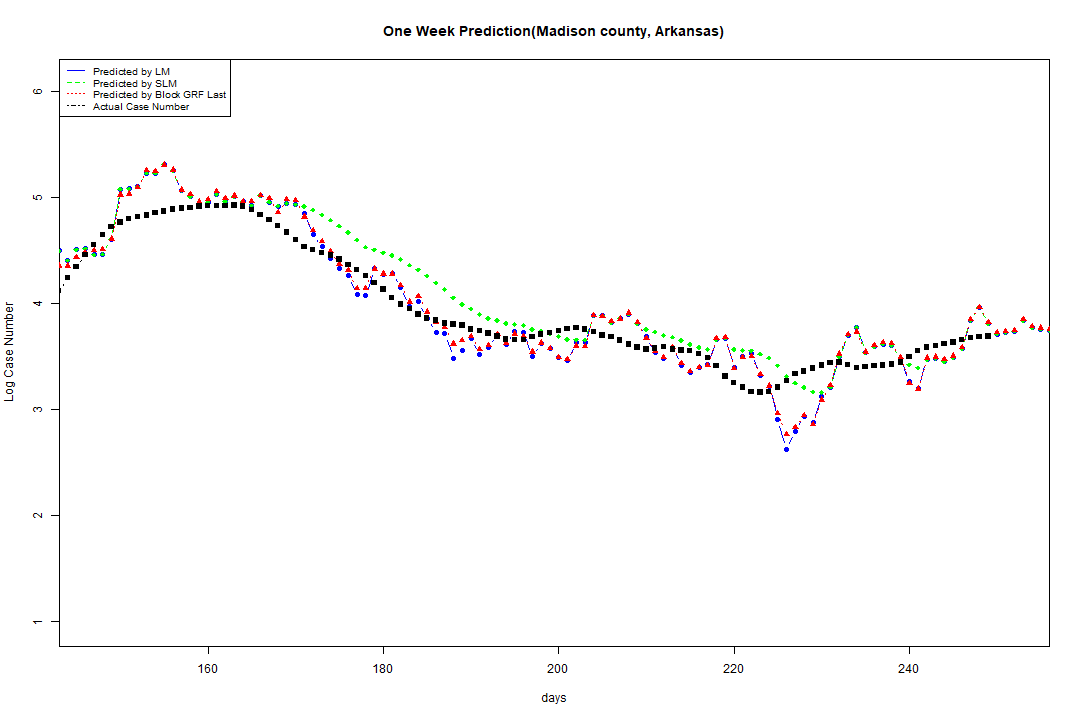 One Week Prediction(Madison county, Arkansas)
Predicted by LM
Predicted by SLM
Predicted by Block GRF Last
Actual Case Number
6
5
4
3
2
1
Log Case Number
160
180
200
220
240
days